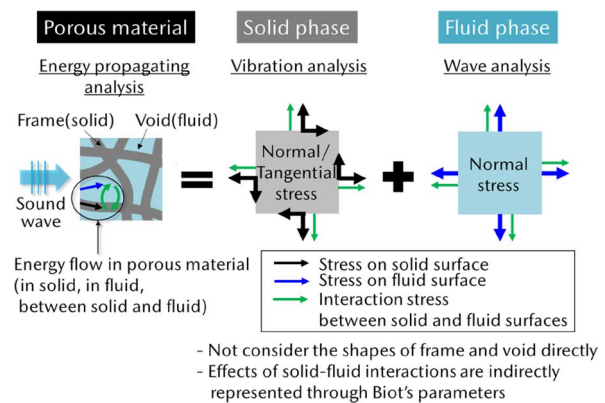 Porous material
Solid phase
Fluid phase
Energy propagating
analysis
Vibration analysis
Wave analysis
Frame(solid)
Void(fluid)
Sound
wave
=
Normal/
Tangential
stress
+
Normal
stress
Energy flow in porous material
(in solid, in fluid,
between solid and fluid)
Stress on solid surface
Stress on fluid surface
Interaction stress
between solid and fluid surfaces
- Not consider the shapes of frame and void directly
- Effects of solid-fluid interactions are indirectly
represented through Biot's parameters